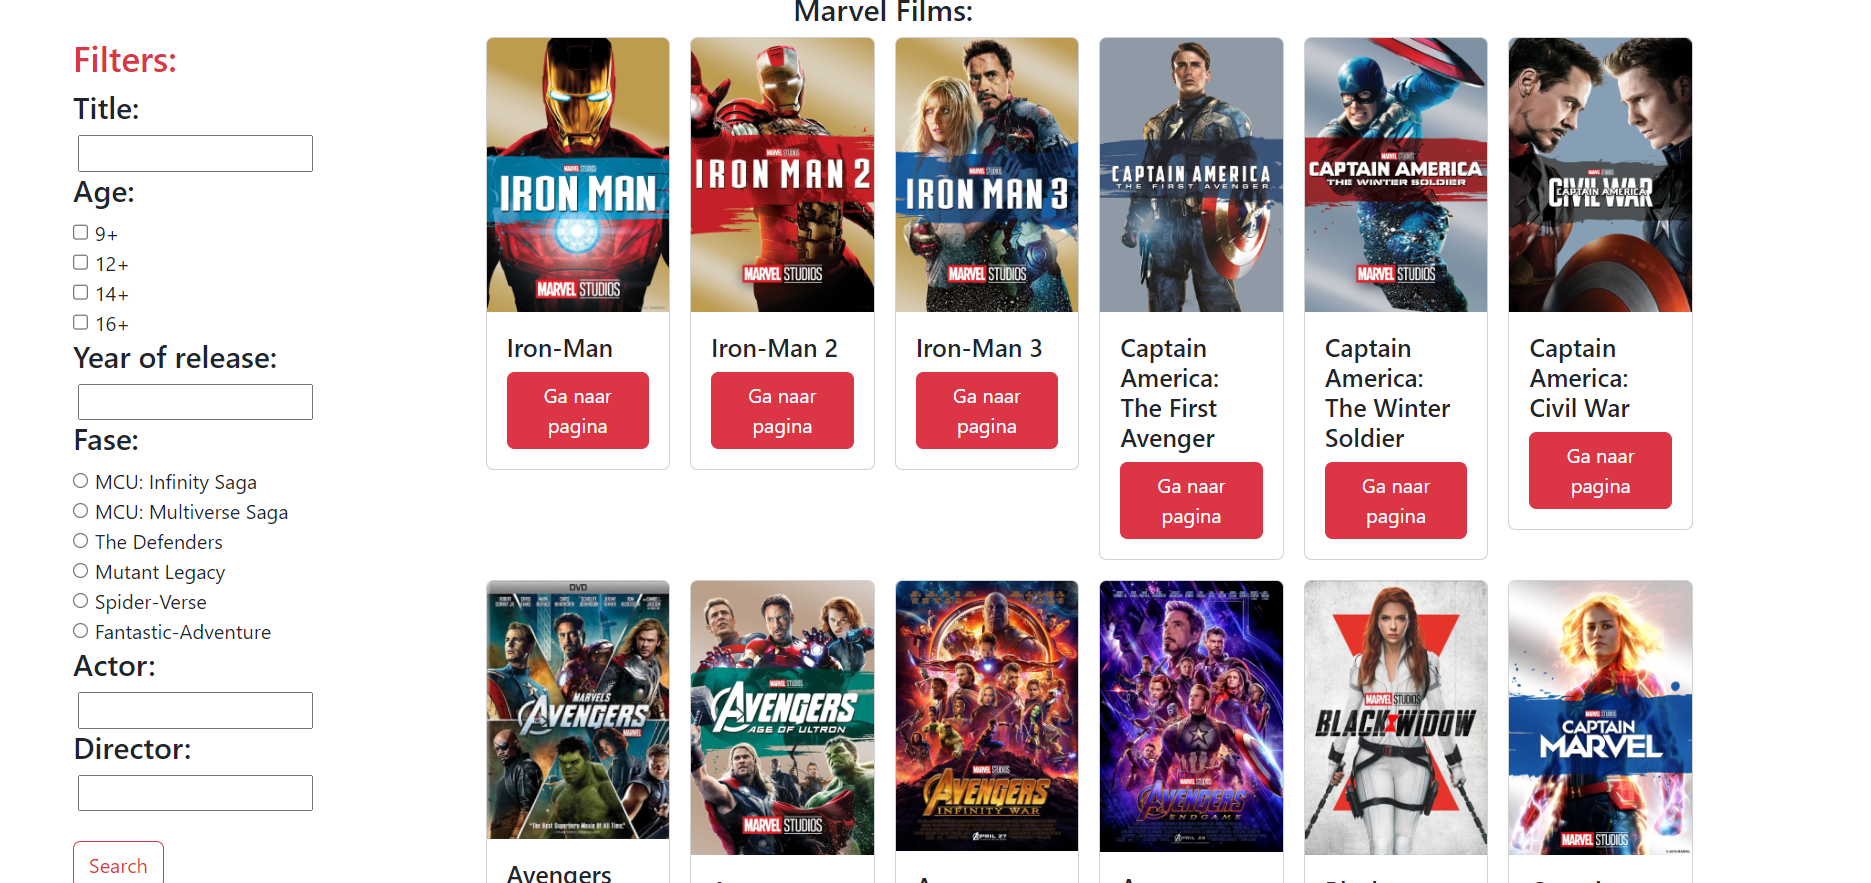 Marvel Films:
Filters:
Title:
Age:
9+
12+
14+
16+
Year of release:
Fase:
MCU: Infinity Saga
MCU: Multiverse Saga
The Defenders
Mutant Legacy
Spider-Verse
Fantastic-Adventure
Actor:
Director:
Search
MARVEL STUDIOS
IRON MAN
MARVEL STUDIOS
Iron-Man
Ga naar
pagina
MARVEL STUDIOS
IRON MAN 2
MARVEL STUDIOS
Iron-Man 2
Ga naar
pagina
MARVEL STUDIOS
IRON MAN 3
MARVEL STUDIOS
Iron-Man 3
Ga naar
pagina
CAPTAIN AMERICA
THE FIRST AVENGER
Captain
America:
The First
Avenger
Ga naar
pagina
MARVEL STUDIOS
CAPTAIN AMERICA
THE WINTER SOLDIER
MARVEL STUDIOS
Captain
America:
The Winter
Soldier
Ga naar
pagina
MARVEL STUDIOS
CAPTAIN AMERICA
CIVIL WAR
Captain
America:
Civil War
Ga naar
pagina
DVD
MARVEL'S
AVENGERS
MARVEL
"The Best Superhero Movie Of All Time."
Avengers
MARVEL STUDIOS
AVENGERS
AGE OF ULTRON
MARVEL STUDIOS
MARVEL STUDIOS
AVENGERS
INFINITY WAR
APRIL 27
MARVEL STUDIOS
AVENGERS
ENDGAME
APRIL 26
MARVEL STUDIOS
BLACK WIDOW
MARVEL STUDIOS
CAPTAIN
MARVEL
MARVEL STUDIOS